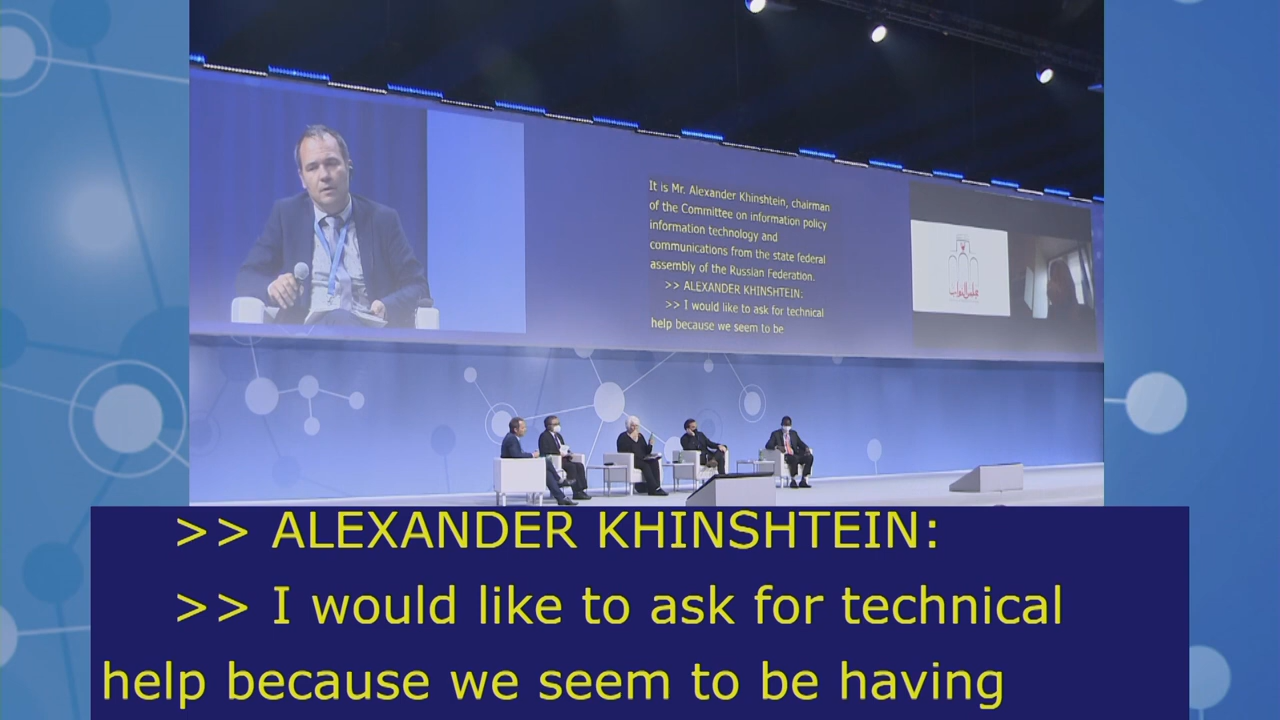 It is Mr. Alexander Khinshtein, chairman
of the Committee on information policy
information technology and
communications from the state federal
assembly of the Russian Federation.
>> ALEXANDER KHINSHTEIN:
>> I would like to ask for technical
help because we seem to be
>> ALEXANDER KHINSHTEIN:
>> I would like to ask for technical
help because we seem to be having